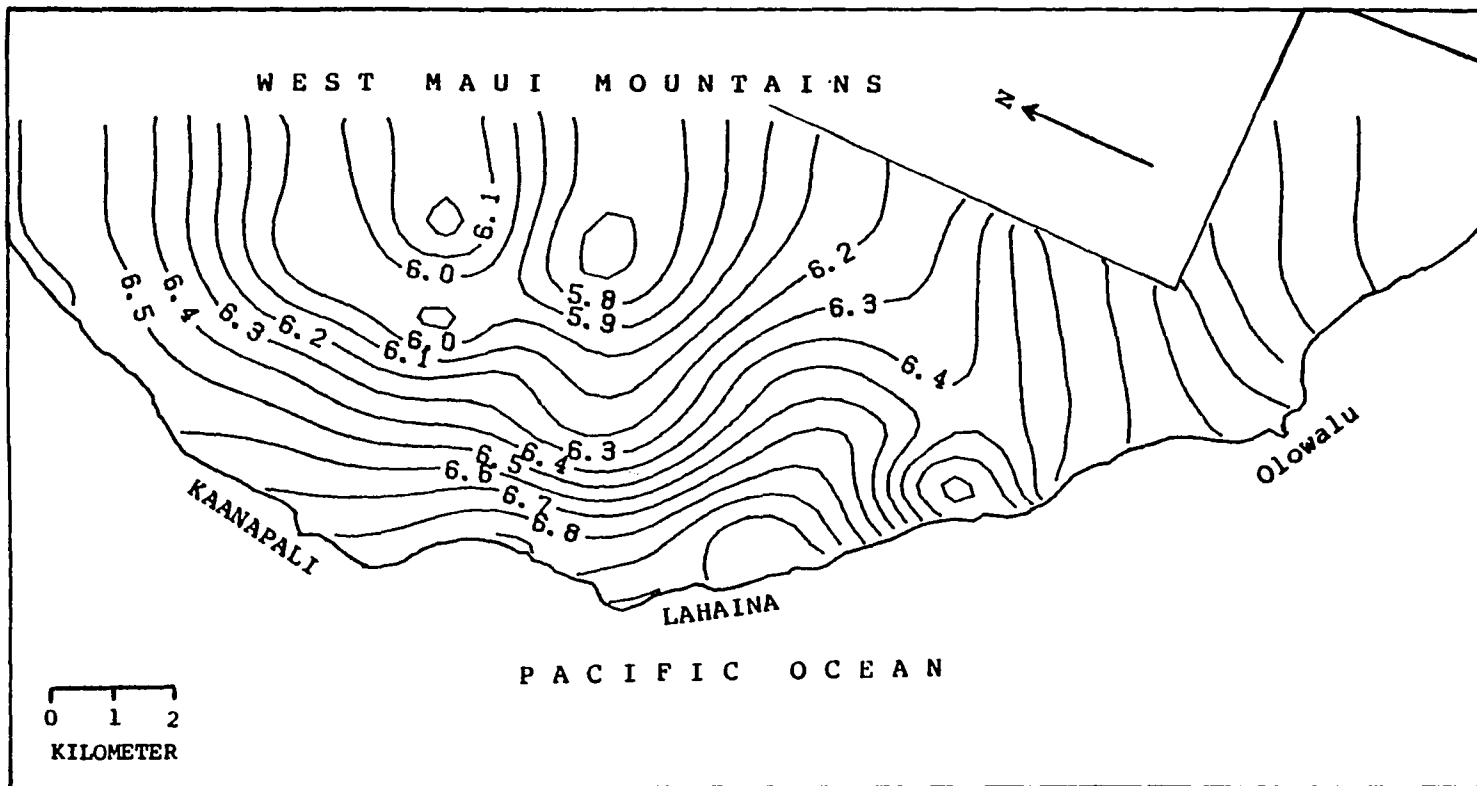 WEST MAUI MOUNTAINS
N
6.1
6.0
6.2
5.8
5.9
6.3
6.5
6.4
6.3
6.2
6.0
6.1
6.4
6.3
6.4
6.5
6.6
6.7
6.8
KAANAPALI
LAHAINA
Olowalu
PACIFIC OCEAN
0 1 2
KILOMETER